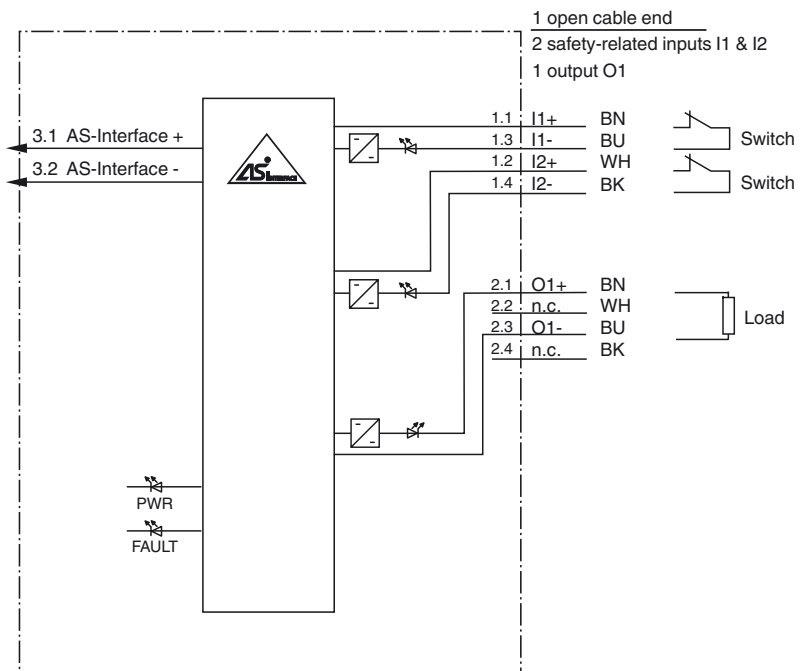 1 open cable end
2 safety-related inputs I1 & I2
1 output O1
3.1 AS-Interface +
3.2 AS-Interface -
AS INTERFACE
1.1 I1+ BN
1.3 I1- BU
Switch
1.2 I2+ WH
1.4 I2- BK
Switch
2.1 O1+ BN
2.2 n.c. WH
2.3 O1- BU
2.4 n.c. BK
Load
PWR
FAULT